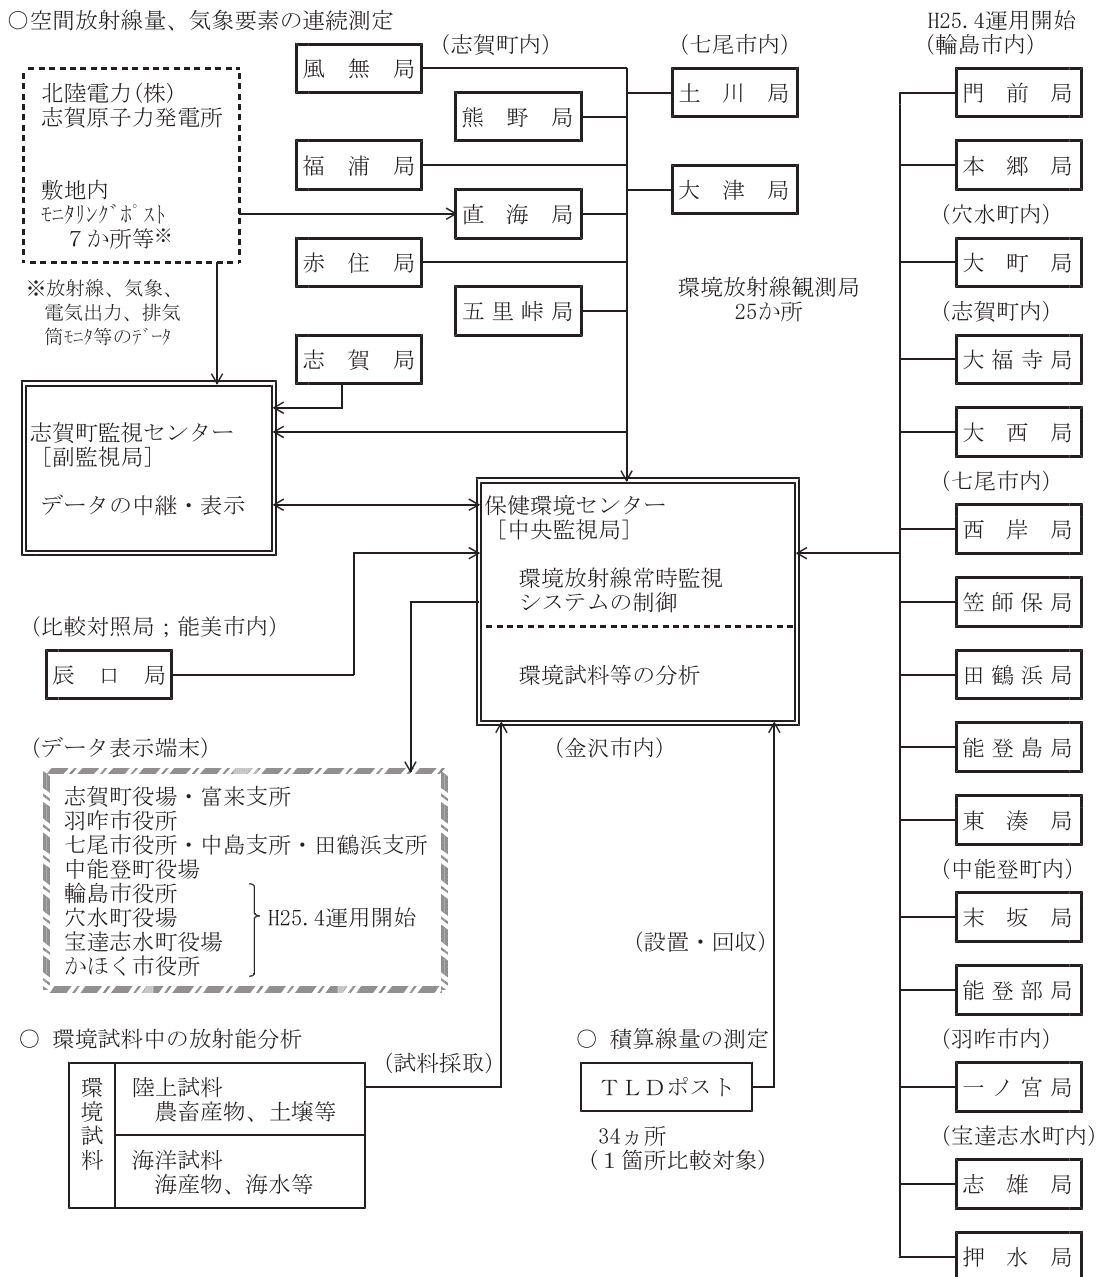 ○空間放射線量、気象要素の連続測定
北陸電力(株)
志賀原子力発電所
敷地内
モニタリングポスト
７か所等※
※放射線、気象、
電気出力、排気
筒モニタ等のデータ
(志賀町内)
風　無　局
熊　野　局
福　浦　局
直　海　局
赤　住　局
五里峠局
志　賀　局
(七尾市内)
土　川　局
大　津　局
環境放射線観測局
25か所
志賀町監視センター
[副監視局]
データの中継・表示
保健環境センター
[中央監視局]
環境放射線常時監視
システムの制御
環境試料等の分析
(金沢市内)
(比較対照局；能美市内)
辰　口　局
(データ表示端末)
志賀町役場・富来支所
羽咋市役所
七尾市役所・中島支所・田鶴浜支所
中能登町役場
輪島市役所
穴水町役場
宝達志水町役場
かほく市役所
H25.4運用開始
○ 環境試料中の放射能分析
環境試料
陸上試料
農畜産物、土壌等
海洋試料
海産物、海水等
(試料採取)
(設置・回収)
○ 積算線量の測定
ＴＬＤポスト
34ヵ所
(１箇所比較対象)
H25.4運用開始
(輪島市内)
門　前　局
本　郷　局
(穴水町内)
大　町　局
(志賀町内)
大福寺局
大　西　局
(七尾市内)
西　岸　局
笠師保局
田鶴浜局
能登島局
東　湊　局
(中能登町内)
末　坂　局
能登部局
(羽咋市内)
一ノ宮局
(宝達志水町内)
志　雄　局
押　水　局